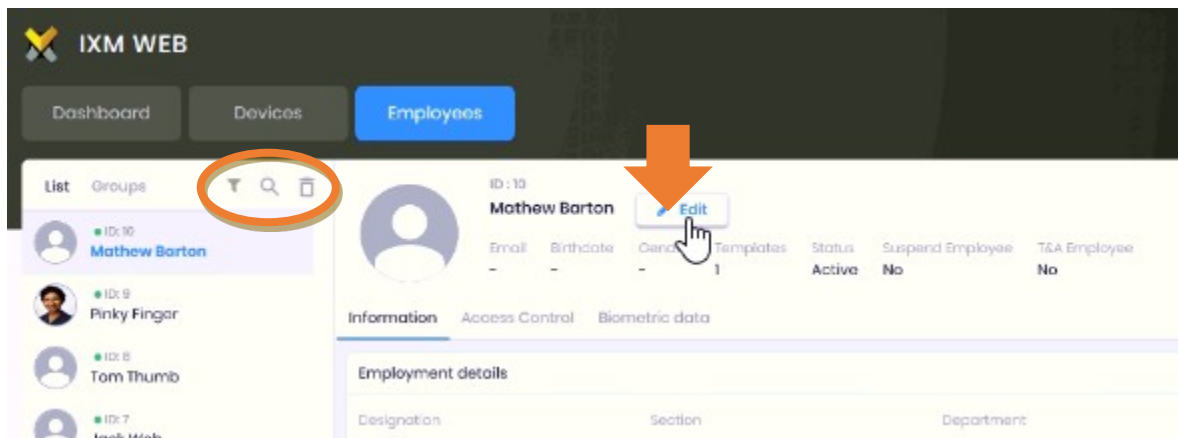 IXM WEB
Dashboard Devices Employees
List Groups
ID: 10
Mathew Barton
ID: 9
Pinky Finger
ID: 8
Tom Thumb
ID: 7
Jack Web
ID : 10
Mathew Barton Edit
Email Birthdate Templates Status Suspend Employee T&A Employee
- - - 1 Active No No
Information Access Control Biometric data
Employment details
Designation Section Department